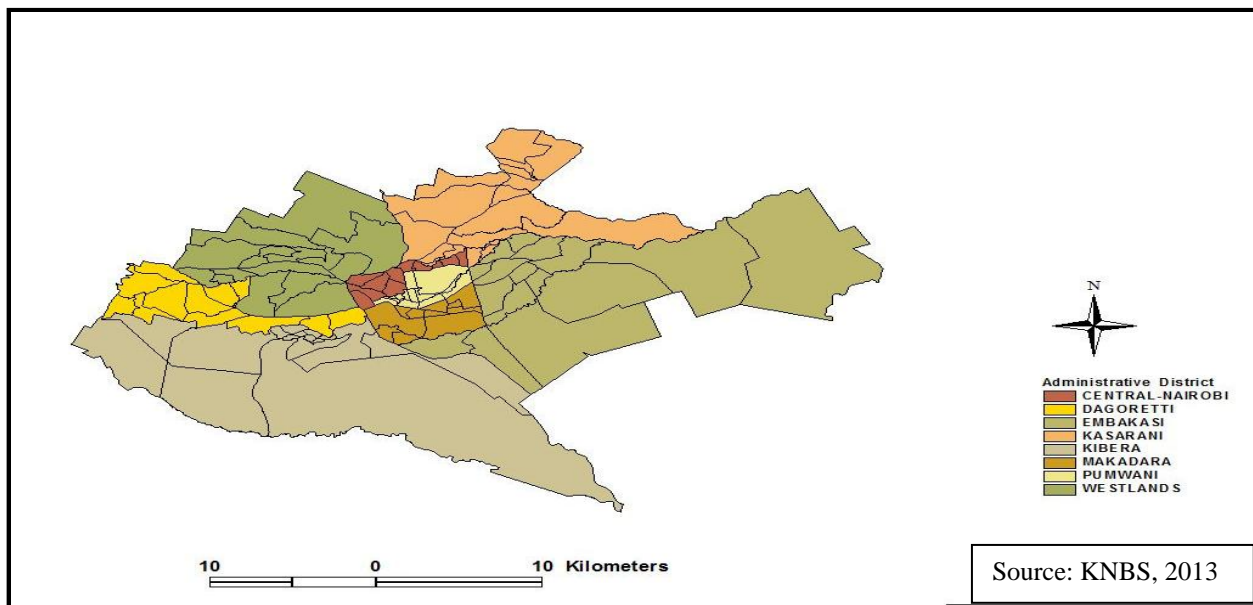 N
Administrative District
CENTRAL-NAIROBI
DAGORETTI
EMBAKASI
KASARANI
KIBERA
MAKADARA
PUMWANI
WESTLANDS
10 0 10 Kilometers
Source: KNBS, 2013